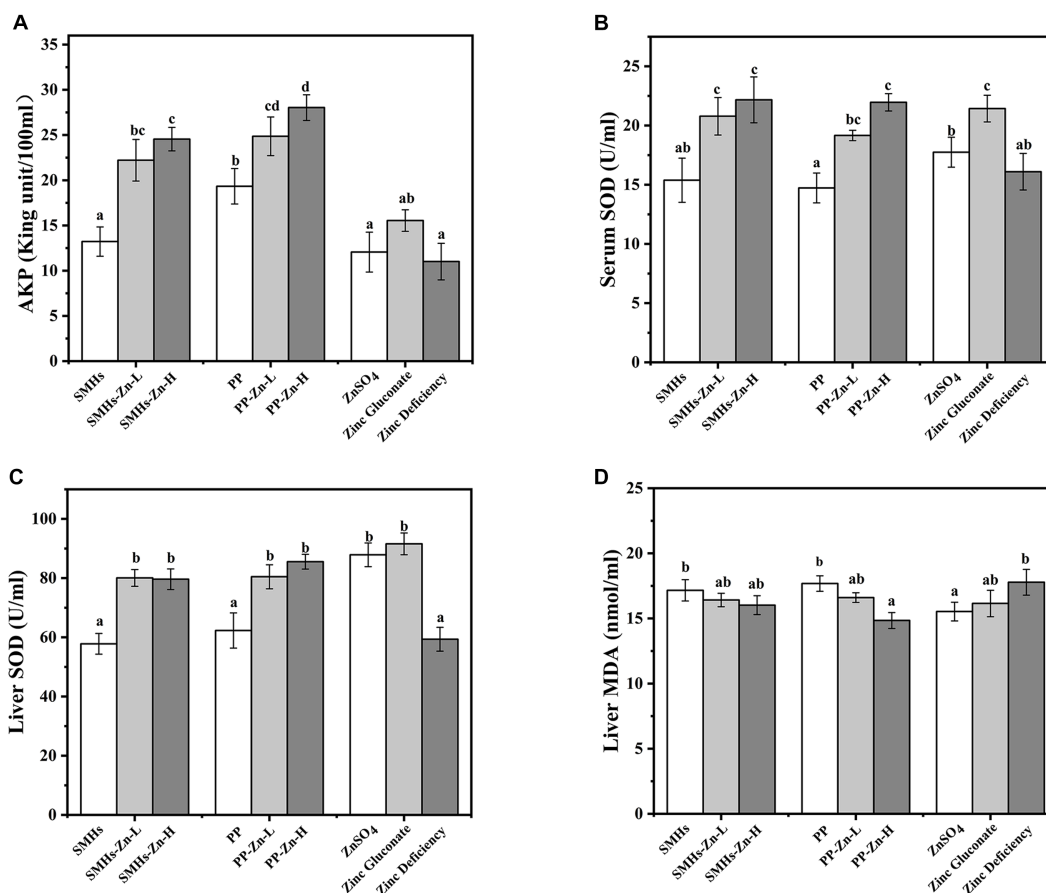 A
AKP (King unit/100ml)
35
30
25
20
15
10
5
0
a
bc
c
b
cd
d
a
ab
a
SMHs
SMHs-Zn-L
SMHs-Zn-H
PP
PP-Zn-L
PP-Zn-H
ZnSO4
Zinc Gluconate
Zinc Deficiency
B
Serum SOD (U/ml)
25
20
15
10
5
0
ab
c
c
a
bc
c
b
c
ab
SMHs
SMHs-Zn-L
SMHs-Zn-H
PP
PP-Zn-L
PP-Zn-H
ZnSO4
Zinc Gluconate
Zinc Deficiency
C
Liver SOD (U/ml)
100
80
60
40
20
0
a
b
b
a
b
b
b
b
a
SMHs
SMHs-Zn-L
SMHs-Zn-H
PP
PP-Zn-L
PP-Zn-H
ZnSO4
Zinc Gluconate
Zinc Deficiency
D
Liver MDA (nmol/ml)
25
20
15
10
5
0
b
ab
ab
b
ab
a
a
ab
b
SMHs
SMHs-Zn-L
SMHs-Zn-H
PP
PP-Zn-L
PP-Zn-H
ZnSO4
Zinc Gluconate
Zinc Deficiency